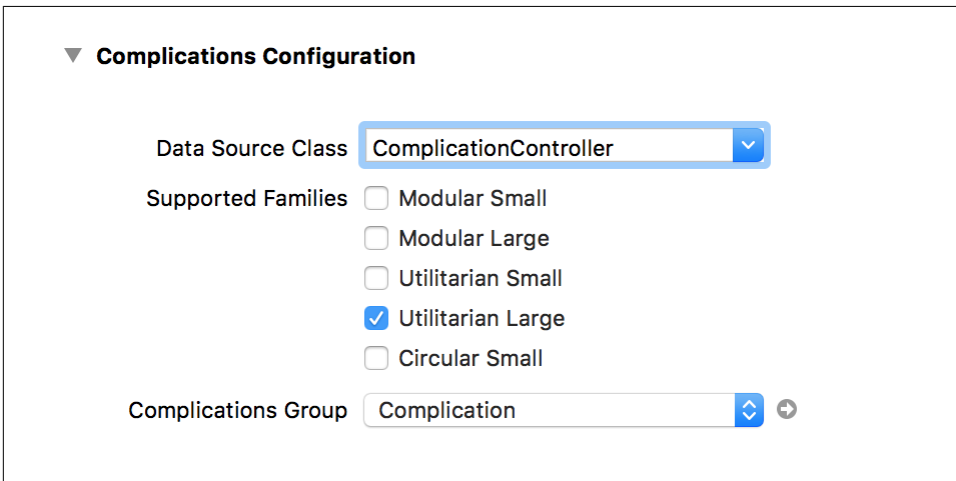 Complications Configuration
Data Source Class ComplicationController
Supported Families Modular Small
Modular Large
Utilitarian Small
Utilitarian Large
Circular Small
Complications Group Complication